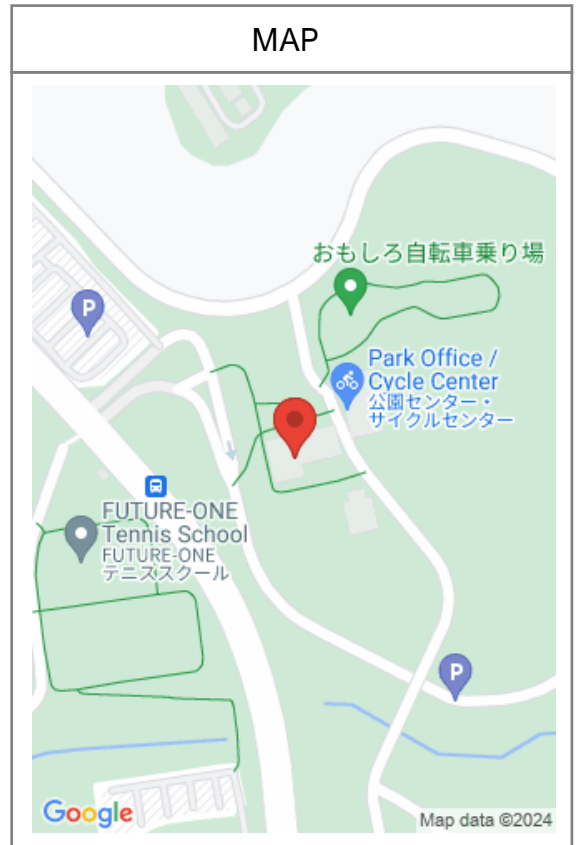 MAP
おもしろ自転車乗り場
P
Park Office /
Cycle Center
公園センター・
サイクルセンター
FUTURE-ONE
Tennis School
FUTURE-ONE
テニススクール
P
Google
Map data ©2024